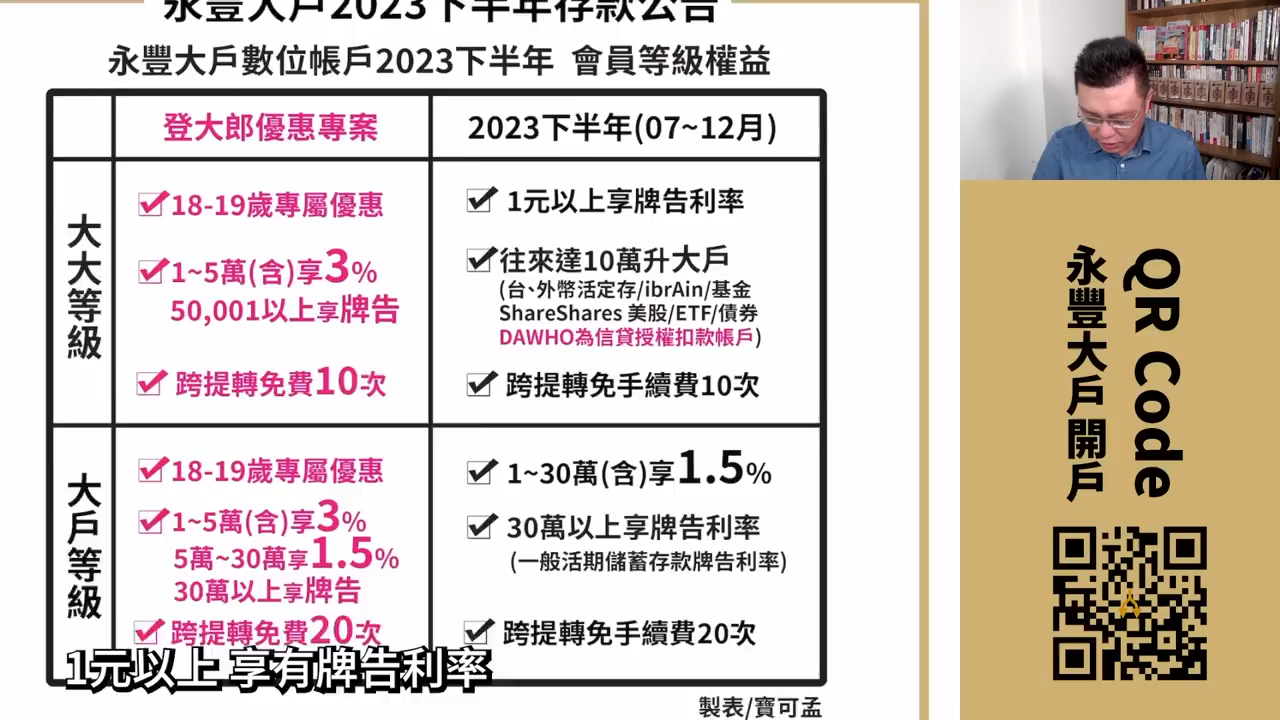 永豐大戶2023下半年存款公告
永豐大戶數位帳戶2023下半年 會員等級權益
登大郎優惠專案
2023下半年(07~12月)
大大等級
18-19歲專屬優惠
1~5萬(含)享3%
50,001以上享牌告
跨提轉免費10次
1元以上享牌告利率
往來達10萬升大戶
(台、外幣活定存/ibrAin/基金
ShareShares 美股/ETF/債券
DAWHO為信貸授權扣款帳戶)
跨提轉免手續費10次
大戶等級
18-19歲專屬優惠
1~5萬(含)享3%
5萬~30萬享1.5%
30萬以上享牌告
跨提轉免費20次
1~30萬(含)享1.5%
30萬以上享牌告利率
(一般活期儲蓄存款牌告利率)
跨提轉免手續費20次
1元以上 享有牌告利率
製表/寶可孟
QR Code
永豐大戶開戶